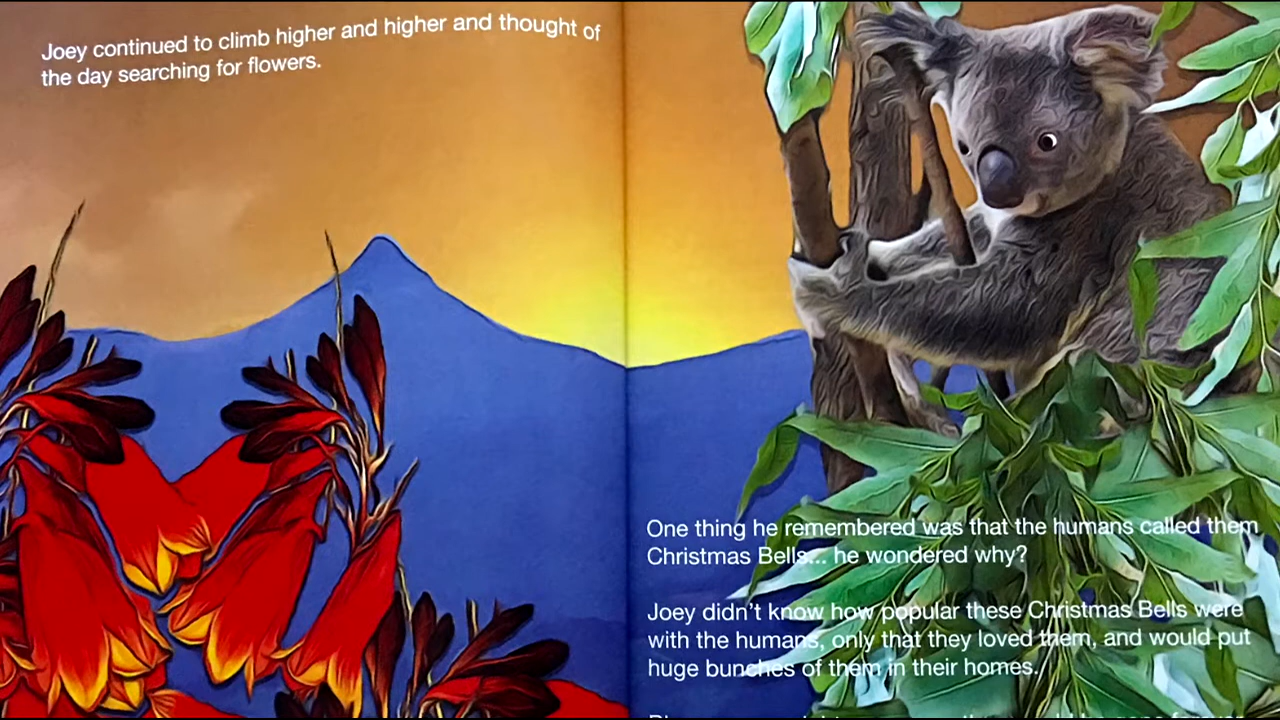 Joey continued to climb higher and higher and thought of
the day searching for flowers.
One thing he remembered was that the humans called them
Christmas Bells... he wondered why?
Joey didn't know how popular these Christmas Bells were
with the humans, only that they loved them, and would put
huge bunches of them in their homes.